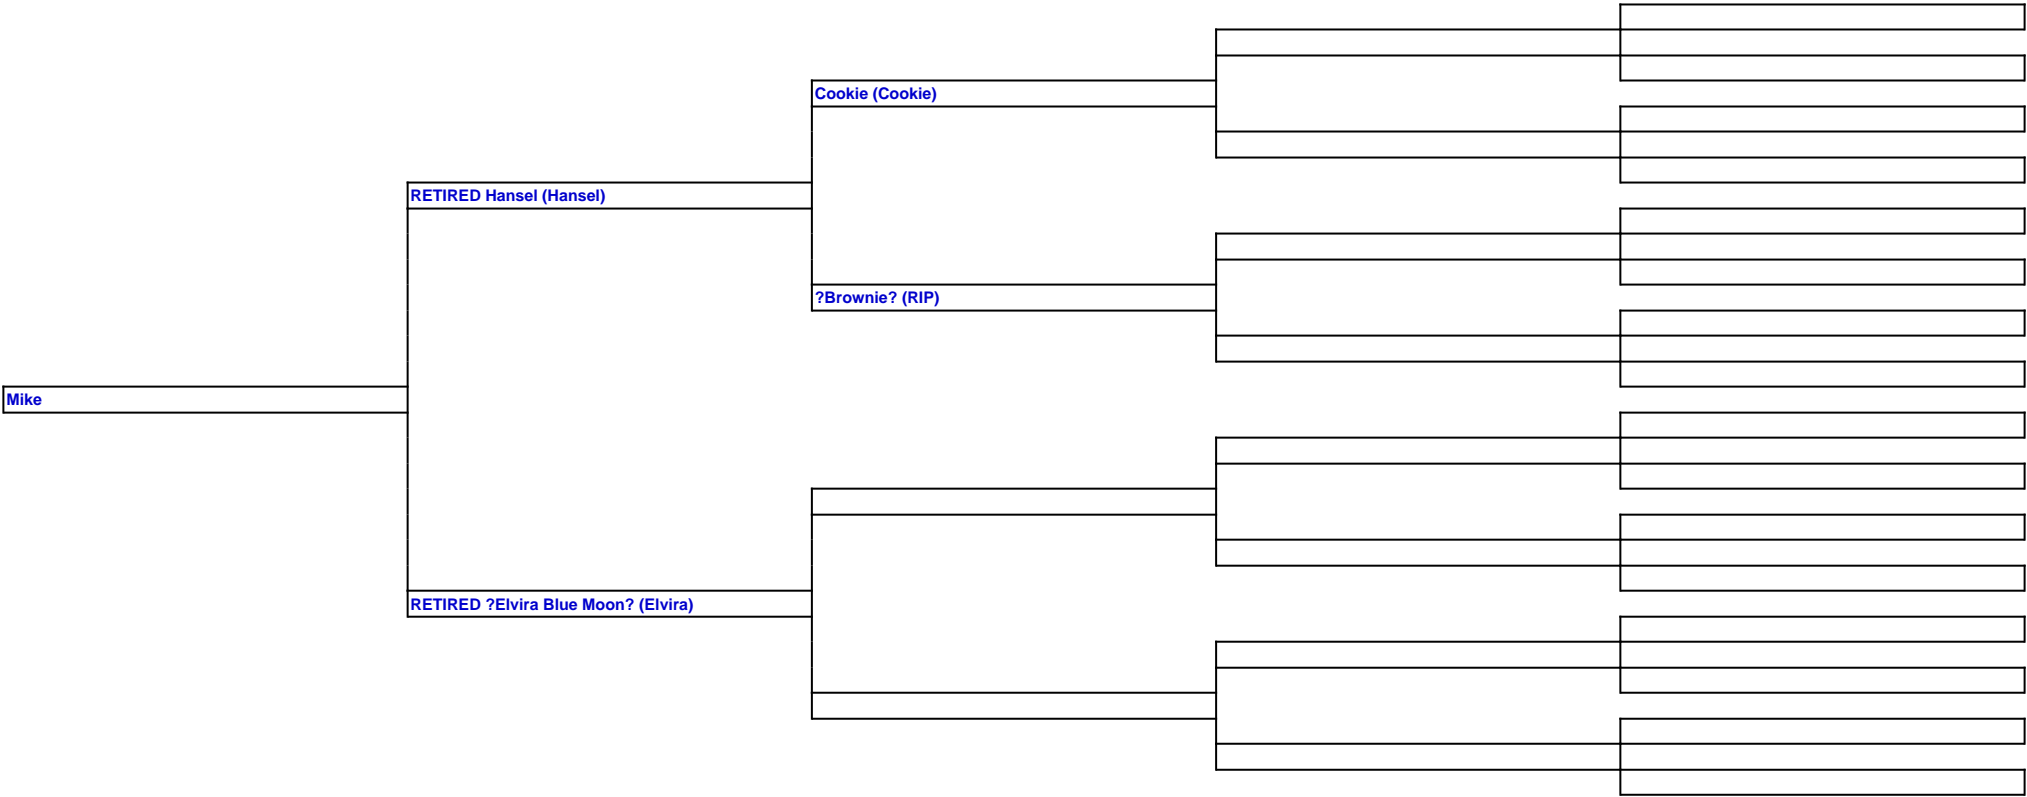 Cookie (Cookie)
RETIRED Hansel (Hansel)
?Brownie? (RIP)
Mike
RETIRED ?Elvira Blue Moon? (Elvira)